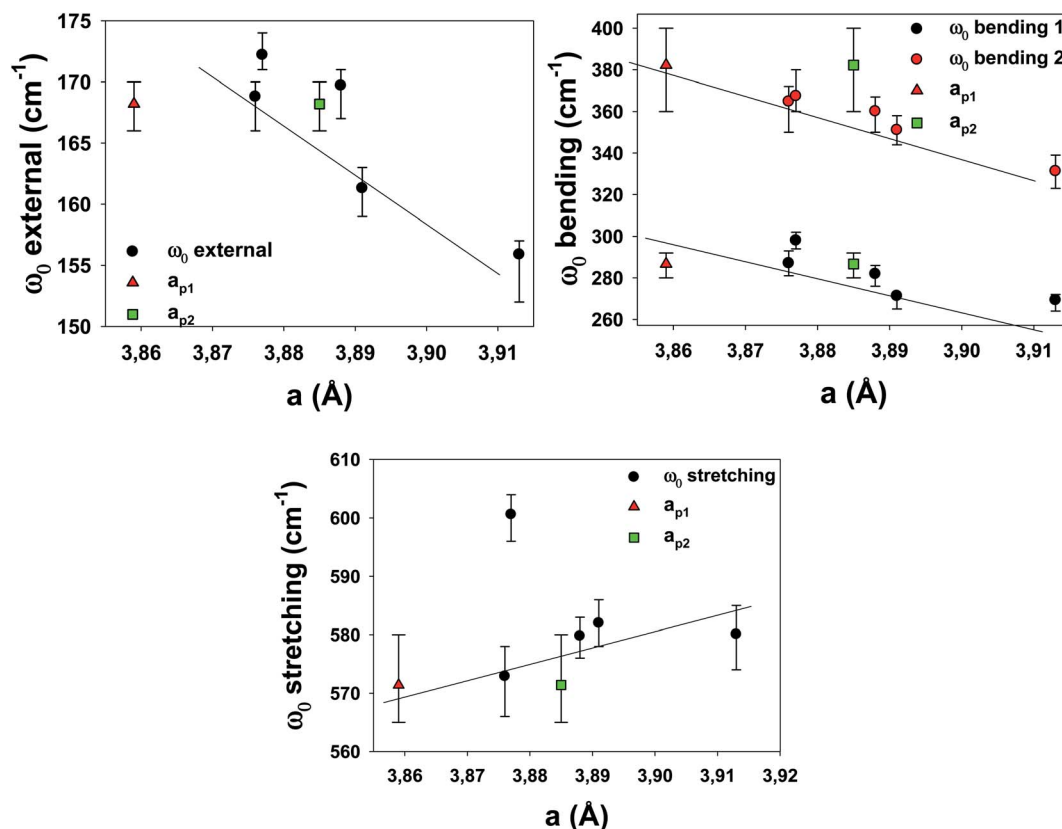 175
170
165
160
155
150
ω₀ external (cm⁻¹)
ω₀ external
aₚ₁
aₚ₂
3,86 3,87 3,88 3,89 3,90 3,91
a (Å)
400
380
360
340
320
300
280
260
ω₀ bending (cm⁻¹)
ω₀ bending 1
ω₀ bending 2
aₚ₁
aₚ₂
3,86 3,87 3,88 3,89 3,90 3,91
a (Å)
610
600
590
580
570
560
ω₀ stretching (cm⁻¹)
ω₀ stretching
aₚ₁
aₚ₂
3,86 3,87 3,88 3,89 3,90 3,91 3,92
a (Å)